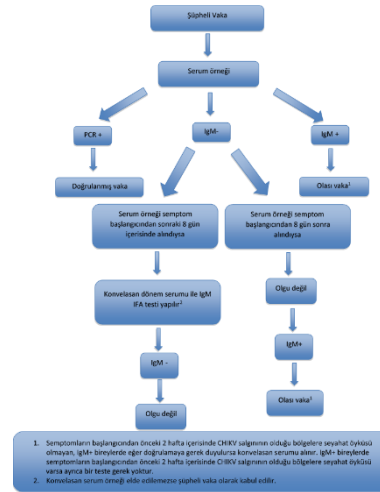 Şüpheli Vaka
Serum örneği
PCR +
IgM-
IgM +
Doğrulanmış vaka
Olası vaka¹
Serum örneği semptom
başlangıcından sonraki 8 gün
içerisinde alındıysa
Serum örneği semptom
başlangıcından 8 gün sonra
alındıysa
Konvelasan dönem serumu ile IgM
IFA testi yapılır²
Olgu değil
IgM+
IgM -
Olası vaka¹
Olgu değil
1. Semptomların başlangıcından önceki 2 hafta içerisinde CHIKV salgınının olduğu bölgelere seyahat öyküsü
olmayan, IgM+ bireylerde eğer doğrulamaya gerek duyulursa konvelasan serumu alınır. IgM+ bireylerde
semptomların başlangıcından önceki 2 hafta içerisinde CHIKV salgınının olduğu bölgelere seyahat öyküsü
varsa ayrıca bir teste gerek yoktur.
2. Konvelasan serum örneği elde edilemezse şüpheli vaka olarak kabul edilir.